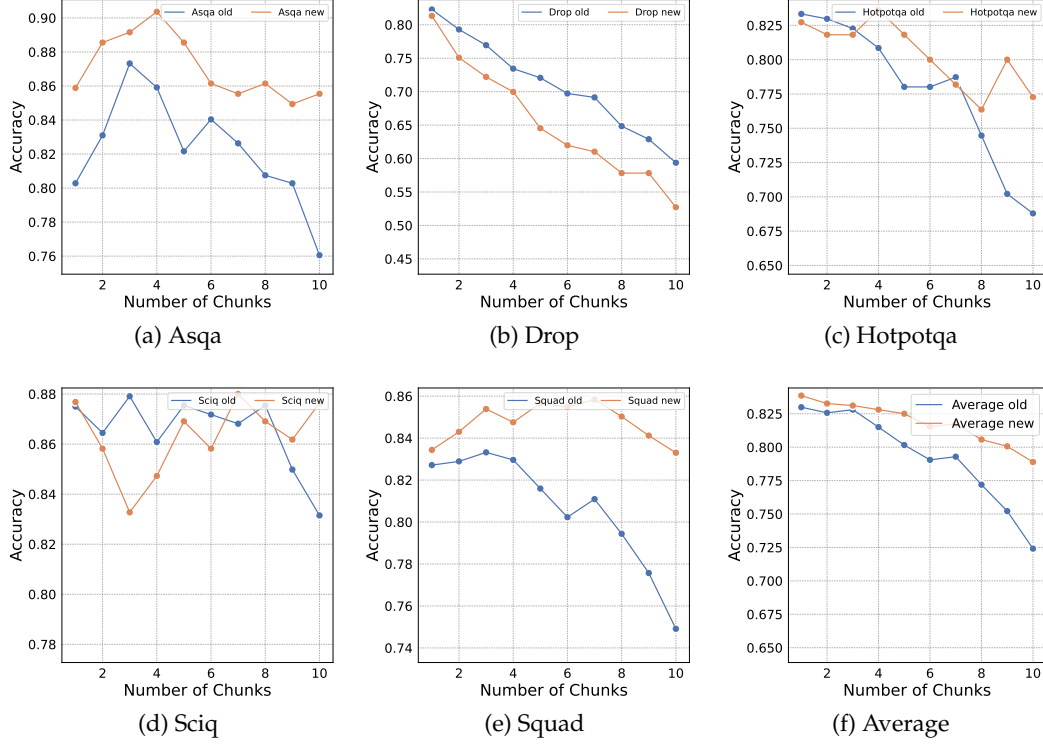 Asqa old Asqa new
0.90
0.88
0.86
0.84
0.82
0.80
0.78
0.76
Accuracy
2 4 6 8 10
Number of Chunks
(a) Asqa
Drop old Drop new
0.80
0.75
0.70
0.65
0.60
0.55
0.50
0.45
Accuracy
2 4 6 8 10
Number of Chunks
(b) Drop
Hotpotqa old Hotpotqa new
0.825
0.800
0.775
0.750
0.725
0.700
0.675
0.650
Accuracy
2 4 6 8 10
Number of Chunks
(c) Hotpotqa
Sciq old Sciq new
0.88
0.86
0.84
0.82
0.80
0.78
Accuracy
2 4 6 8 10
Number of Chunks
(d) Sciq
Squad old Squad new
0.86
0.84
0.82
0.80
0.78
0.76
0.74
Accuracy
2 4 6 8 10
Number of Chunks
(e) Squad
Average old
Average new
0.825
0.800
0.775
0.750
0.725
0.700
0.675
0.650
Accuracy
2 4 6 8 10
Number of Chunks
(f) Average